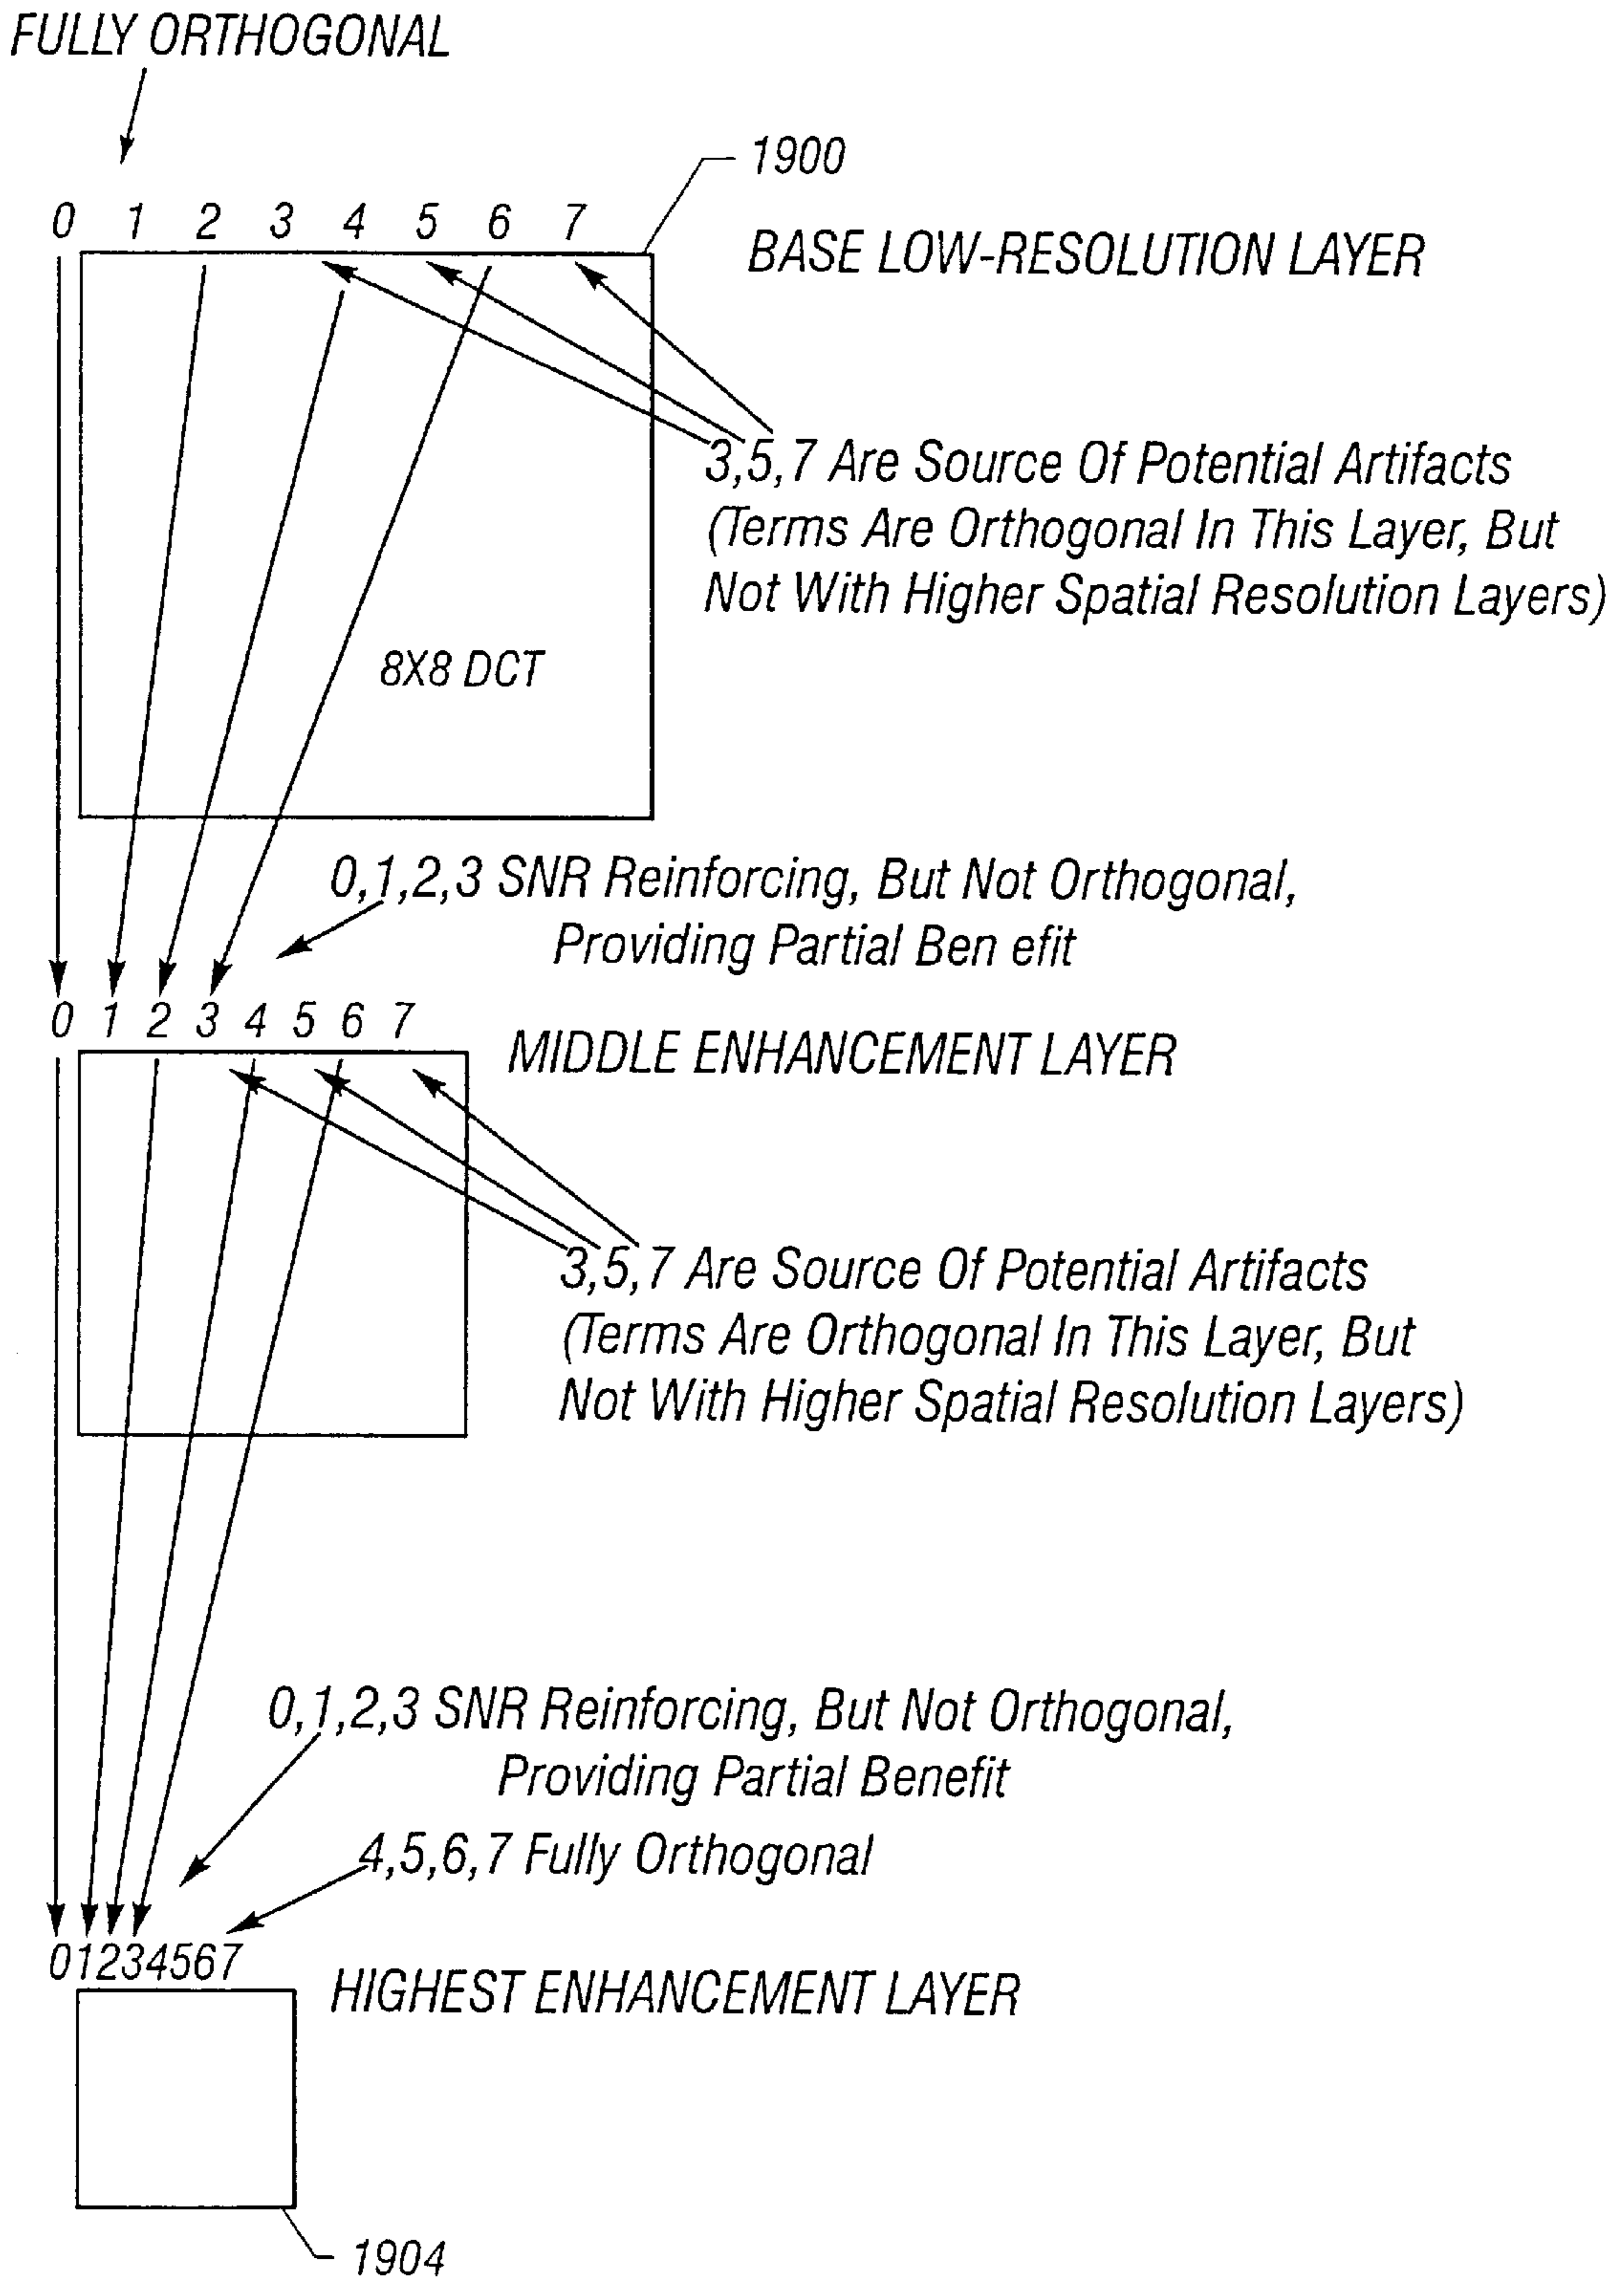 FULLY ORTHOGONAL
1900
0 1 2 3 4 5 6 7
BASE LOW-RESOLUTION LAYER
3,5,7 Are Source Of Potential Artifacts
(Terms Are Orthogonal In This Layer, But
Not With Higher Spatial Resolution Layers)
8X8 DCT
0,1,2,3 SNR Reinforcing, But Not Orthogonal,
Providing Partial Ben efit
0 1 2 3 4 5 6 7
MIDDLE ENHANCEMENT LAYER
3,5,7 Are Source Of Potential Artifacts
(Terms Are Orthogonal In This Layer, But
Not With Higher Spatial Resolution Layers)
0,1,2,3 SNR Reinforcing, But Not Orthogonal,
Providing Partial Benefit
4,5,6,7 Fully Orthogonal
01234567
HIGHEST ENHANCEMENT LAYER
1904